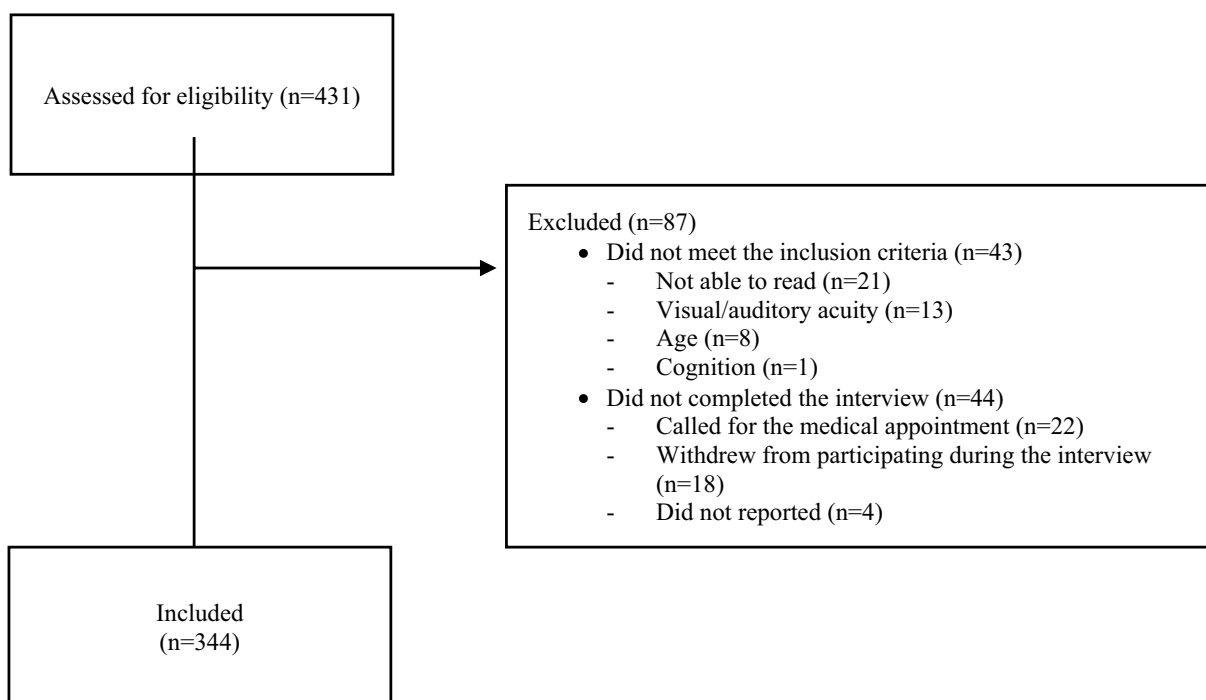 Assessed for eligibility (n=431)
Excluded (n=87)
• Did not meet the inclusion criteria (n=43)
- Not able to read (n=21)
- Visual/auditory acuity (n=13)
- Age (n=8)
- Cognition (n=1)
• Did not completed the interview (n=44)
- Called for the medical appointment (n=22)
- Withdrew from participating during the interview
(n=18)
- Did not reported (n=4)
Included
(n=344)